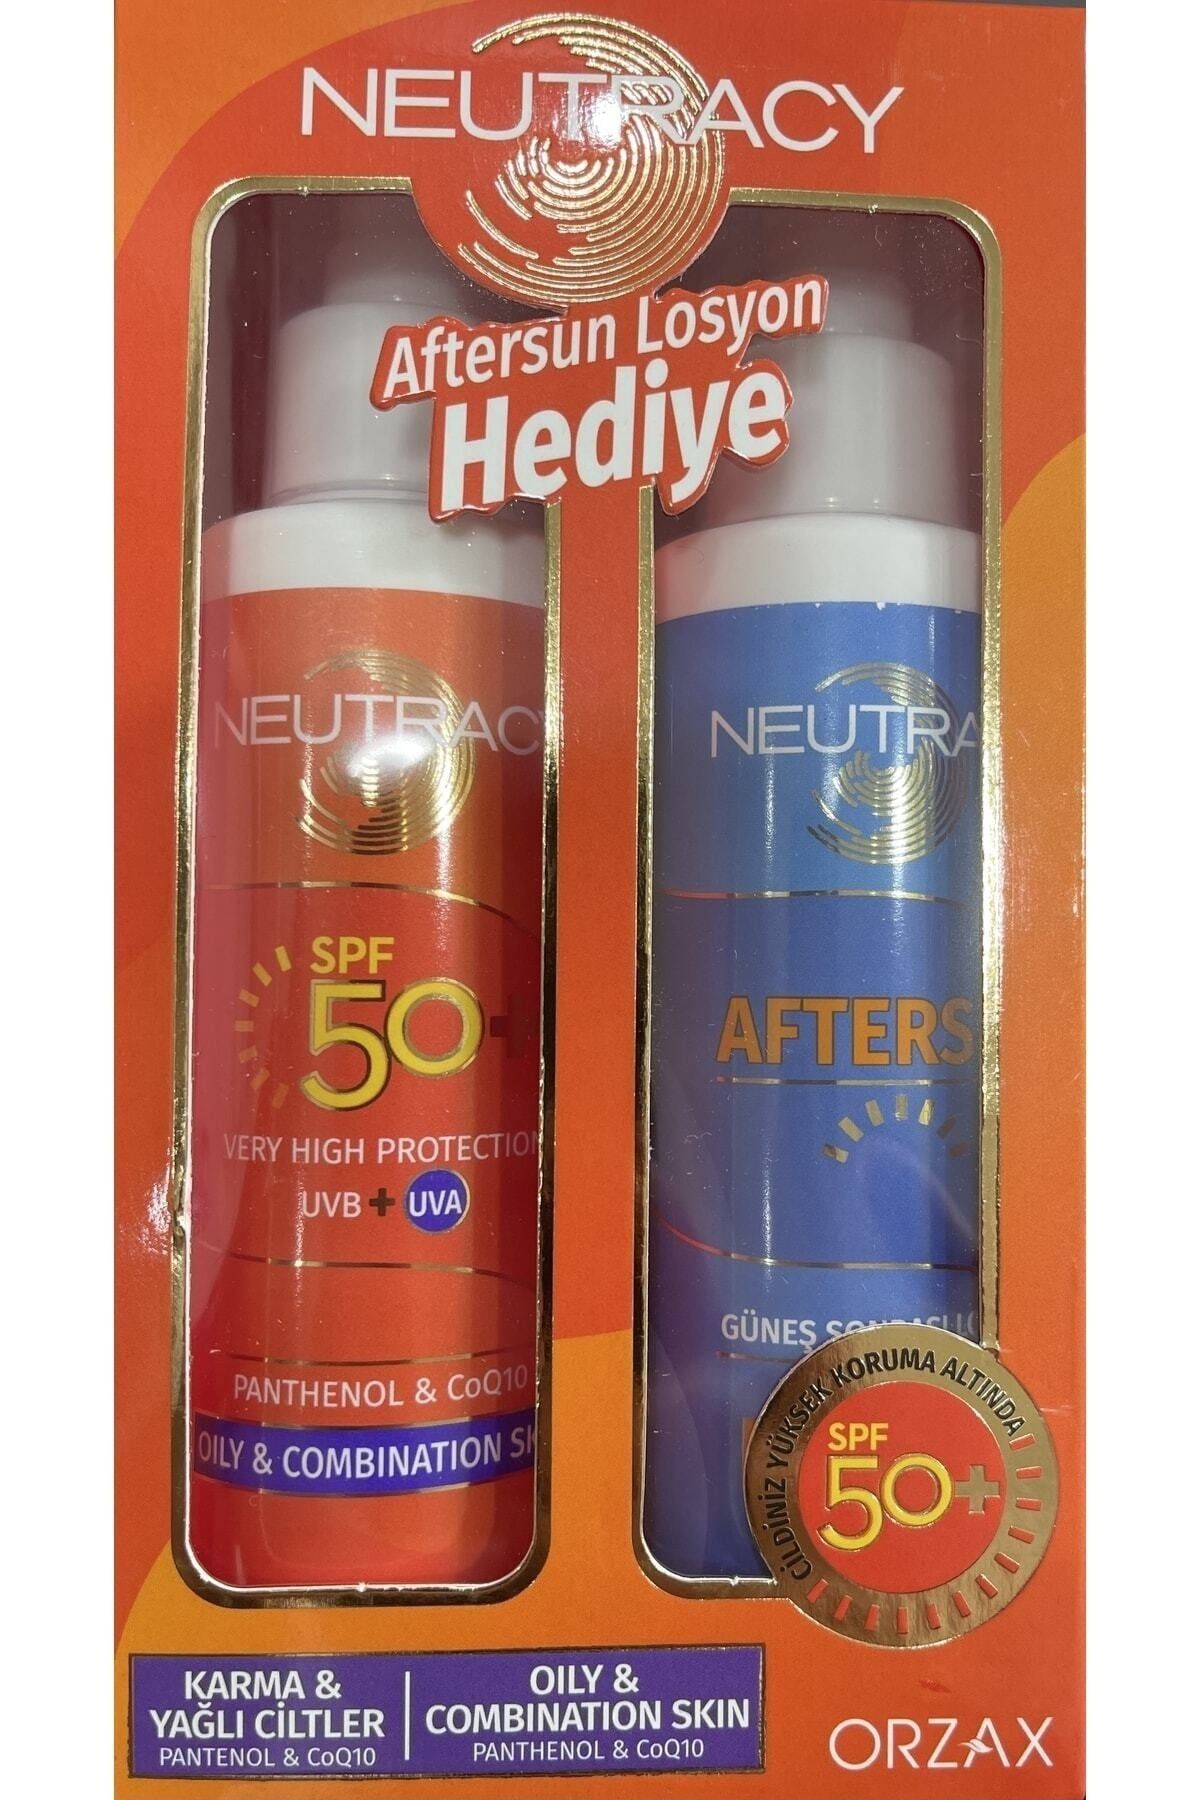 NEUTRACY
Aftersun Losyon
Hediye
NEUTRACY
SPF
50+
VERY HIGH PROTECTION
UVB + UVA
PANTHENOL & CoQ10
OILY & COMBINATION SK
NEUTRA
AFTERS
GÜNEŞ
CİLDİNİZ YÜKSEK KORUMA ALTINDA
SPF
50+
KARMA &
YAĞLI CİLTLER
PANTENOL & CoQ10
OILY &
COMBINATION SKIN
PANTHENOL & CoQ10
ORZAX